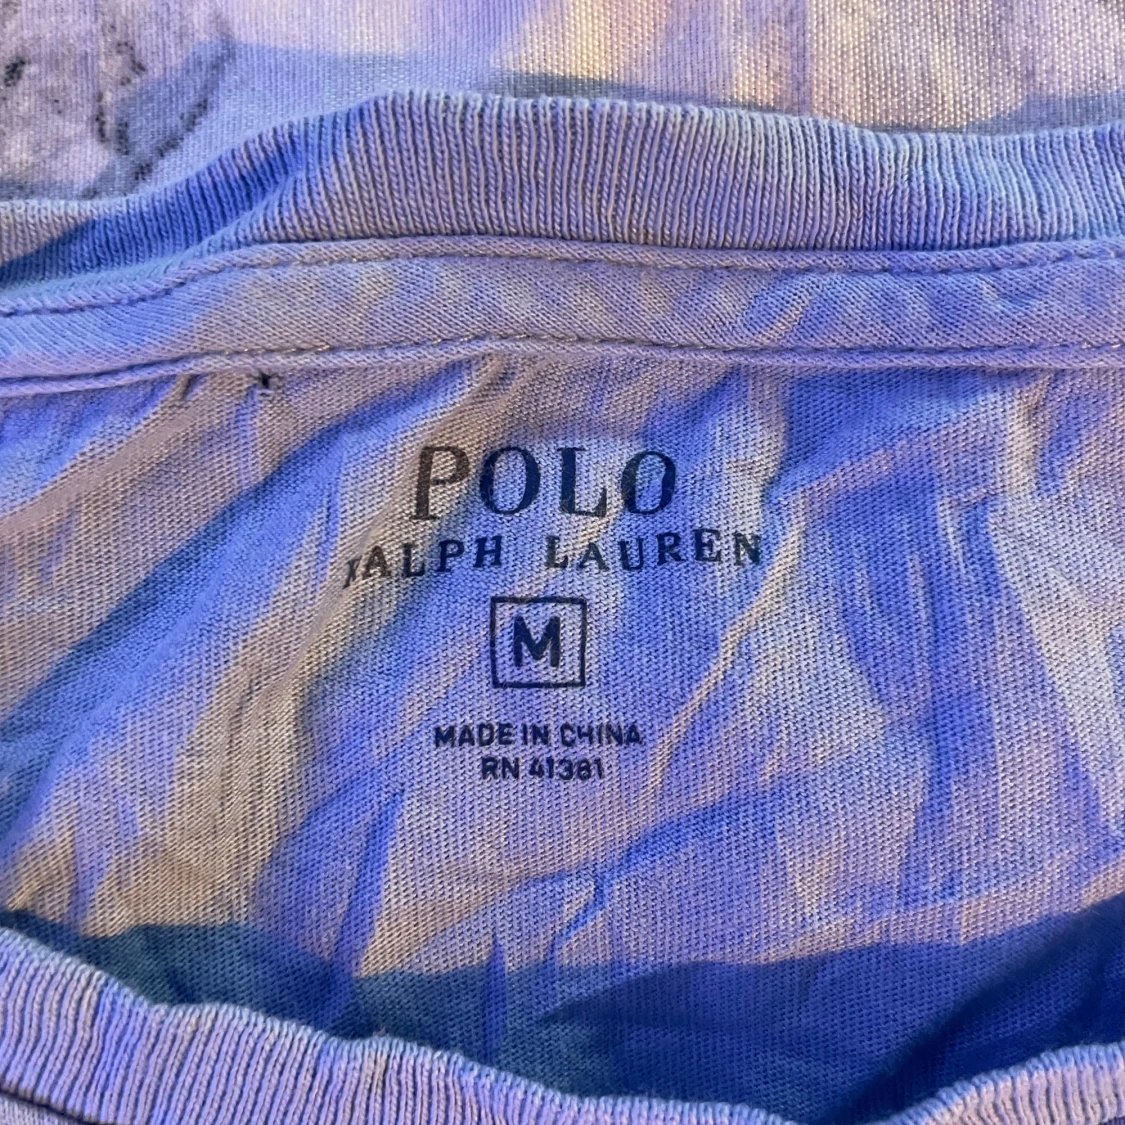 POLO
RALPH LAUREN
M
MADE IN CHINA
RN 41381